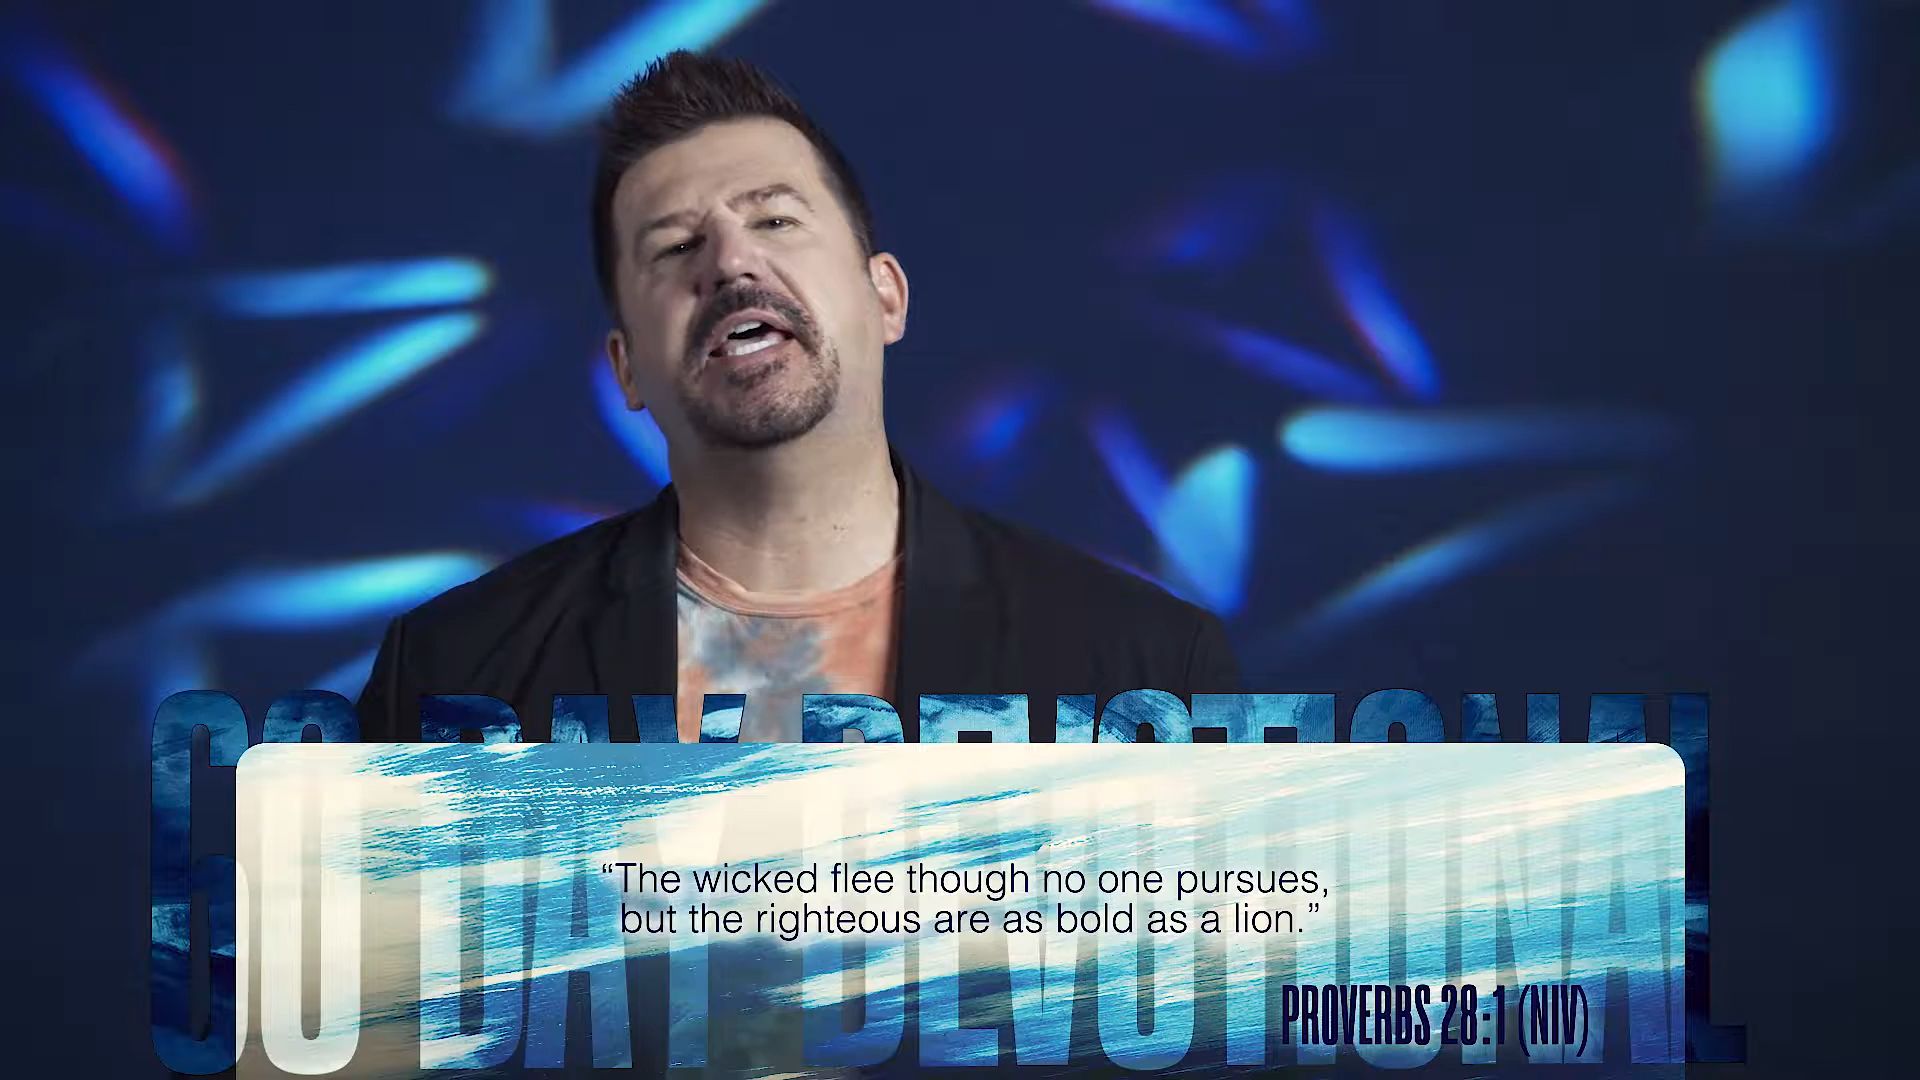 60 DAY DEVOTIONAL
“The wicked flee though no one pursues,
but the righteous are as bold as a lion.”
PROVERBS 28:1 (NIV)